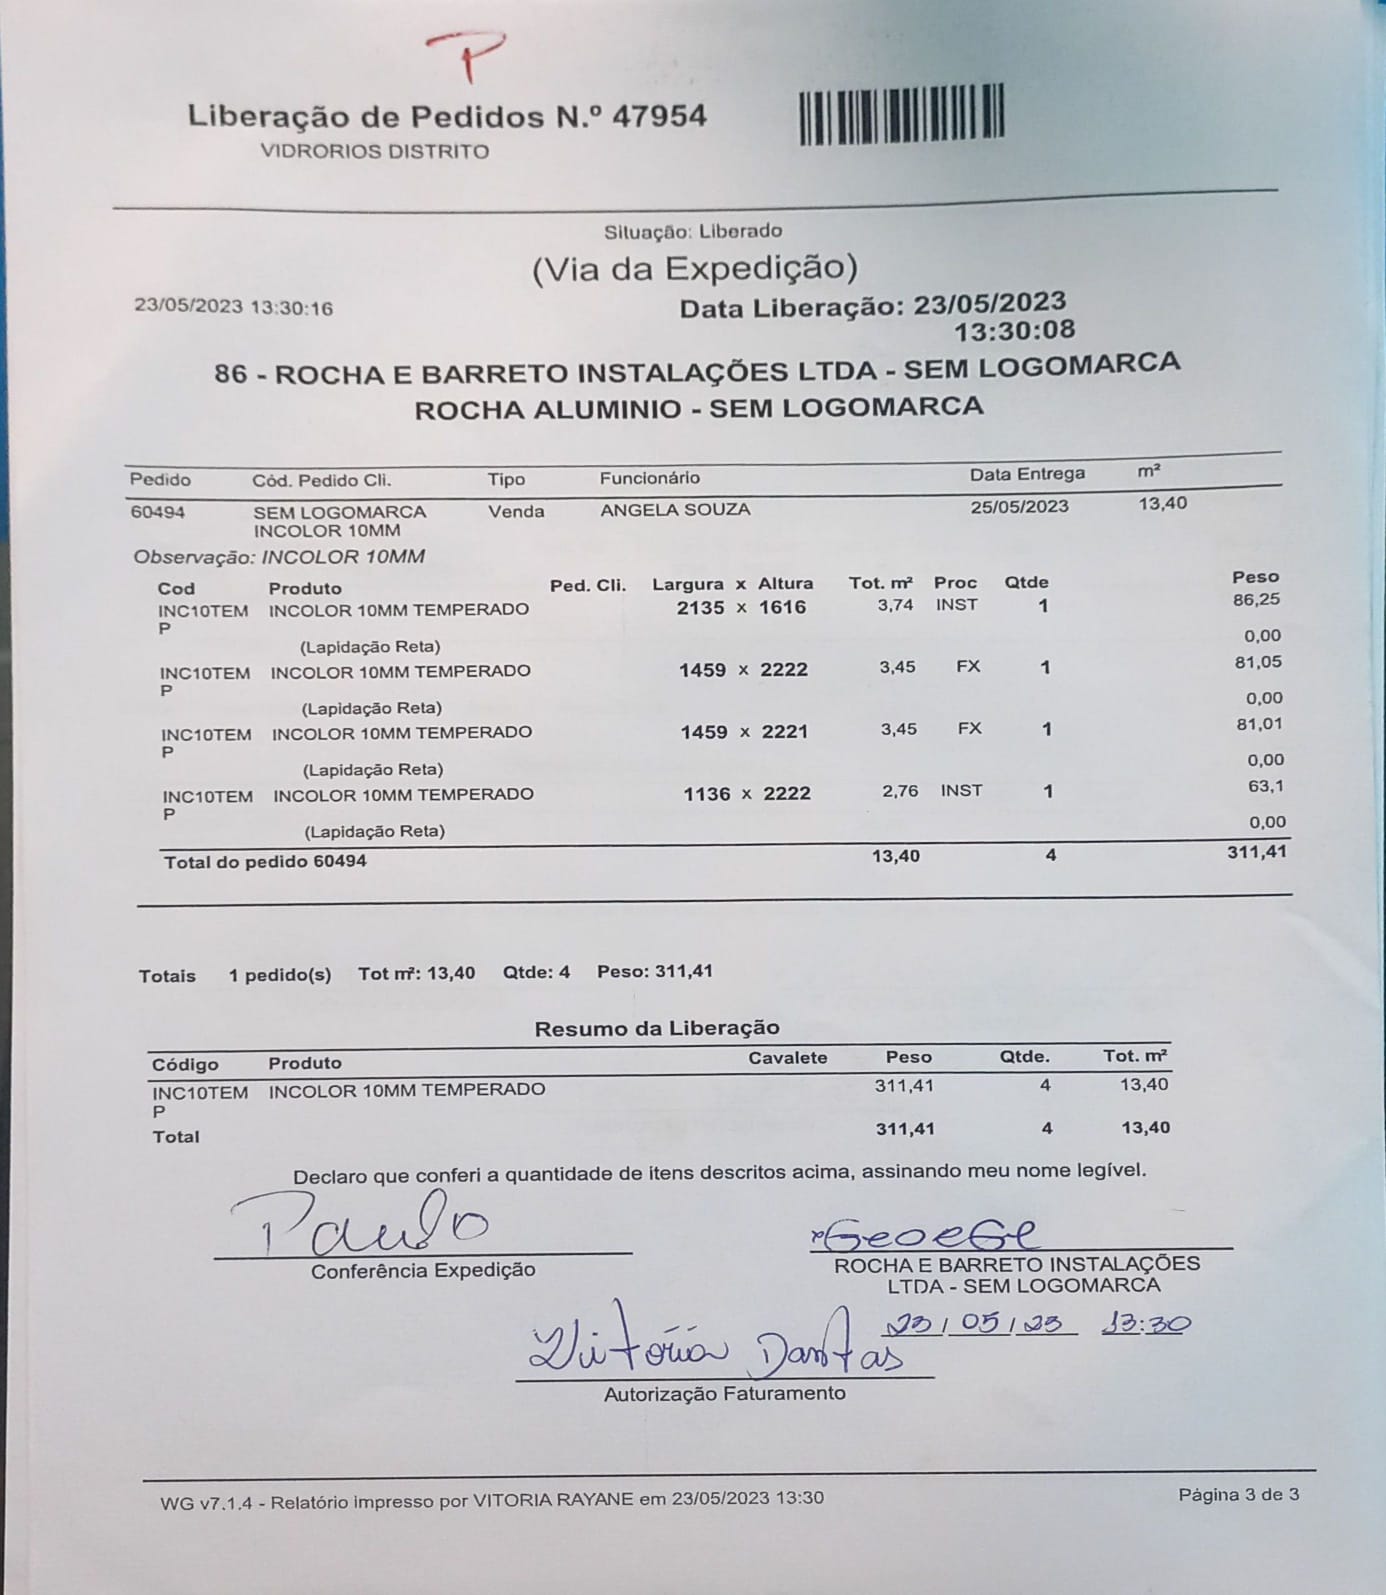 P
Liberação de Pedidos N.º 47954
VIDRORIOS DISTRITO
Situação: Liberado
(Via da Expedição)
23/05/2023 13:30:16 Data Liberação: 23/05/2023
13:30:08
86 - ROCHA E BARRETO INSTALAÇÕES LTDA - SEM LOGOMARCA
ROCHA ALUMINIO - SEM LOGOMARCA
Pedido Cód. Pedido Cli. Tipo Funcionário Data Entrega m²
60494 SEM LOGOMARCA Venda ANGELA SOUZA 25/05/2023 13,40
INCOLOR 10MM
Observação: INCOLOR 10MM
Cod Produto Ped. Cli. Largura x Altura Tot. m² Proc Qtde Peso
INC10TEM INCOLOR 10MM TEMPERADO 2135 x 1616 3,74 INST 1 86,25
P
(Lapidação Reta) 0,00
INC10TEM INCOLOR 10MM TEMPERADO 1459 x 2222 3,45 FX 1 81,05
P
(Lapidação Reta) 0,00
INC10TEM INCOLOR 10MM TEMPERADO 1459 x 2221 3,45 FX 1 81,01
P
(Lapidação Reta) 0,00
INC10TEM INCOLOR 10MM TEMPERADO 1136 x 2222 2,76 INST 1 63,1
P
(Lapidação Reta) 0,00
Total do pedido 60494 13,40 4 311,41
Totais 1 pedido(s) Tot m²: 13,40 Qtde: 4 Peso: 311,41
Resumo da Liberação
Código Produto Cavalete Peso Qtde. Tot. m²
INC10TEM INCOLOR 10MM TEMPERADO 311,41 4 13,40
P
Total 311,41 4 13,40
Declaro que conferi a quantidade de itens descritos acima, assinando meu nome legível.
Paulo GeoeGe
Conferência Expedição ROCHA E BARRETO INSTALAÇÕES
LTDA - SEM LOGOMARCA
23/05/23 13:30
Vitória Dantas
Autorização Faturamento
WG v7.1.4 - Relatório impresso por VITORIA RAYANE em 23/05/2023 13:30 Página 3 de 3